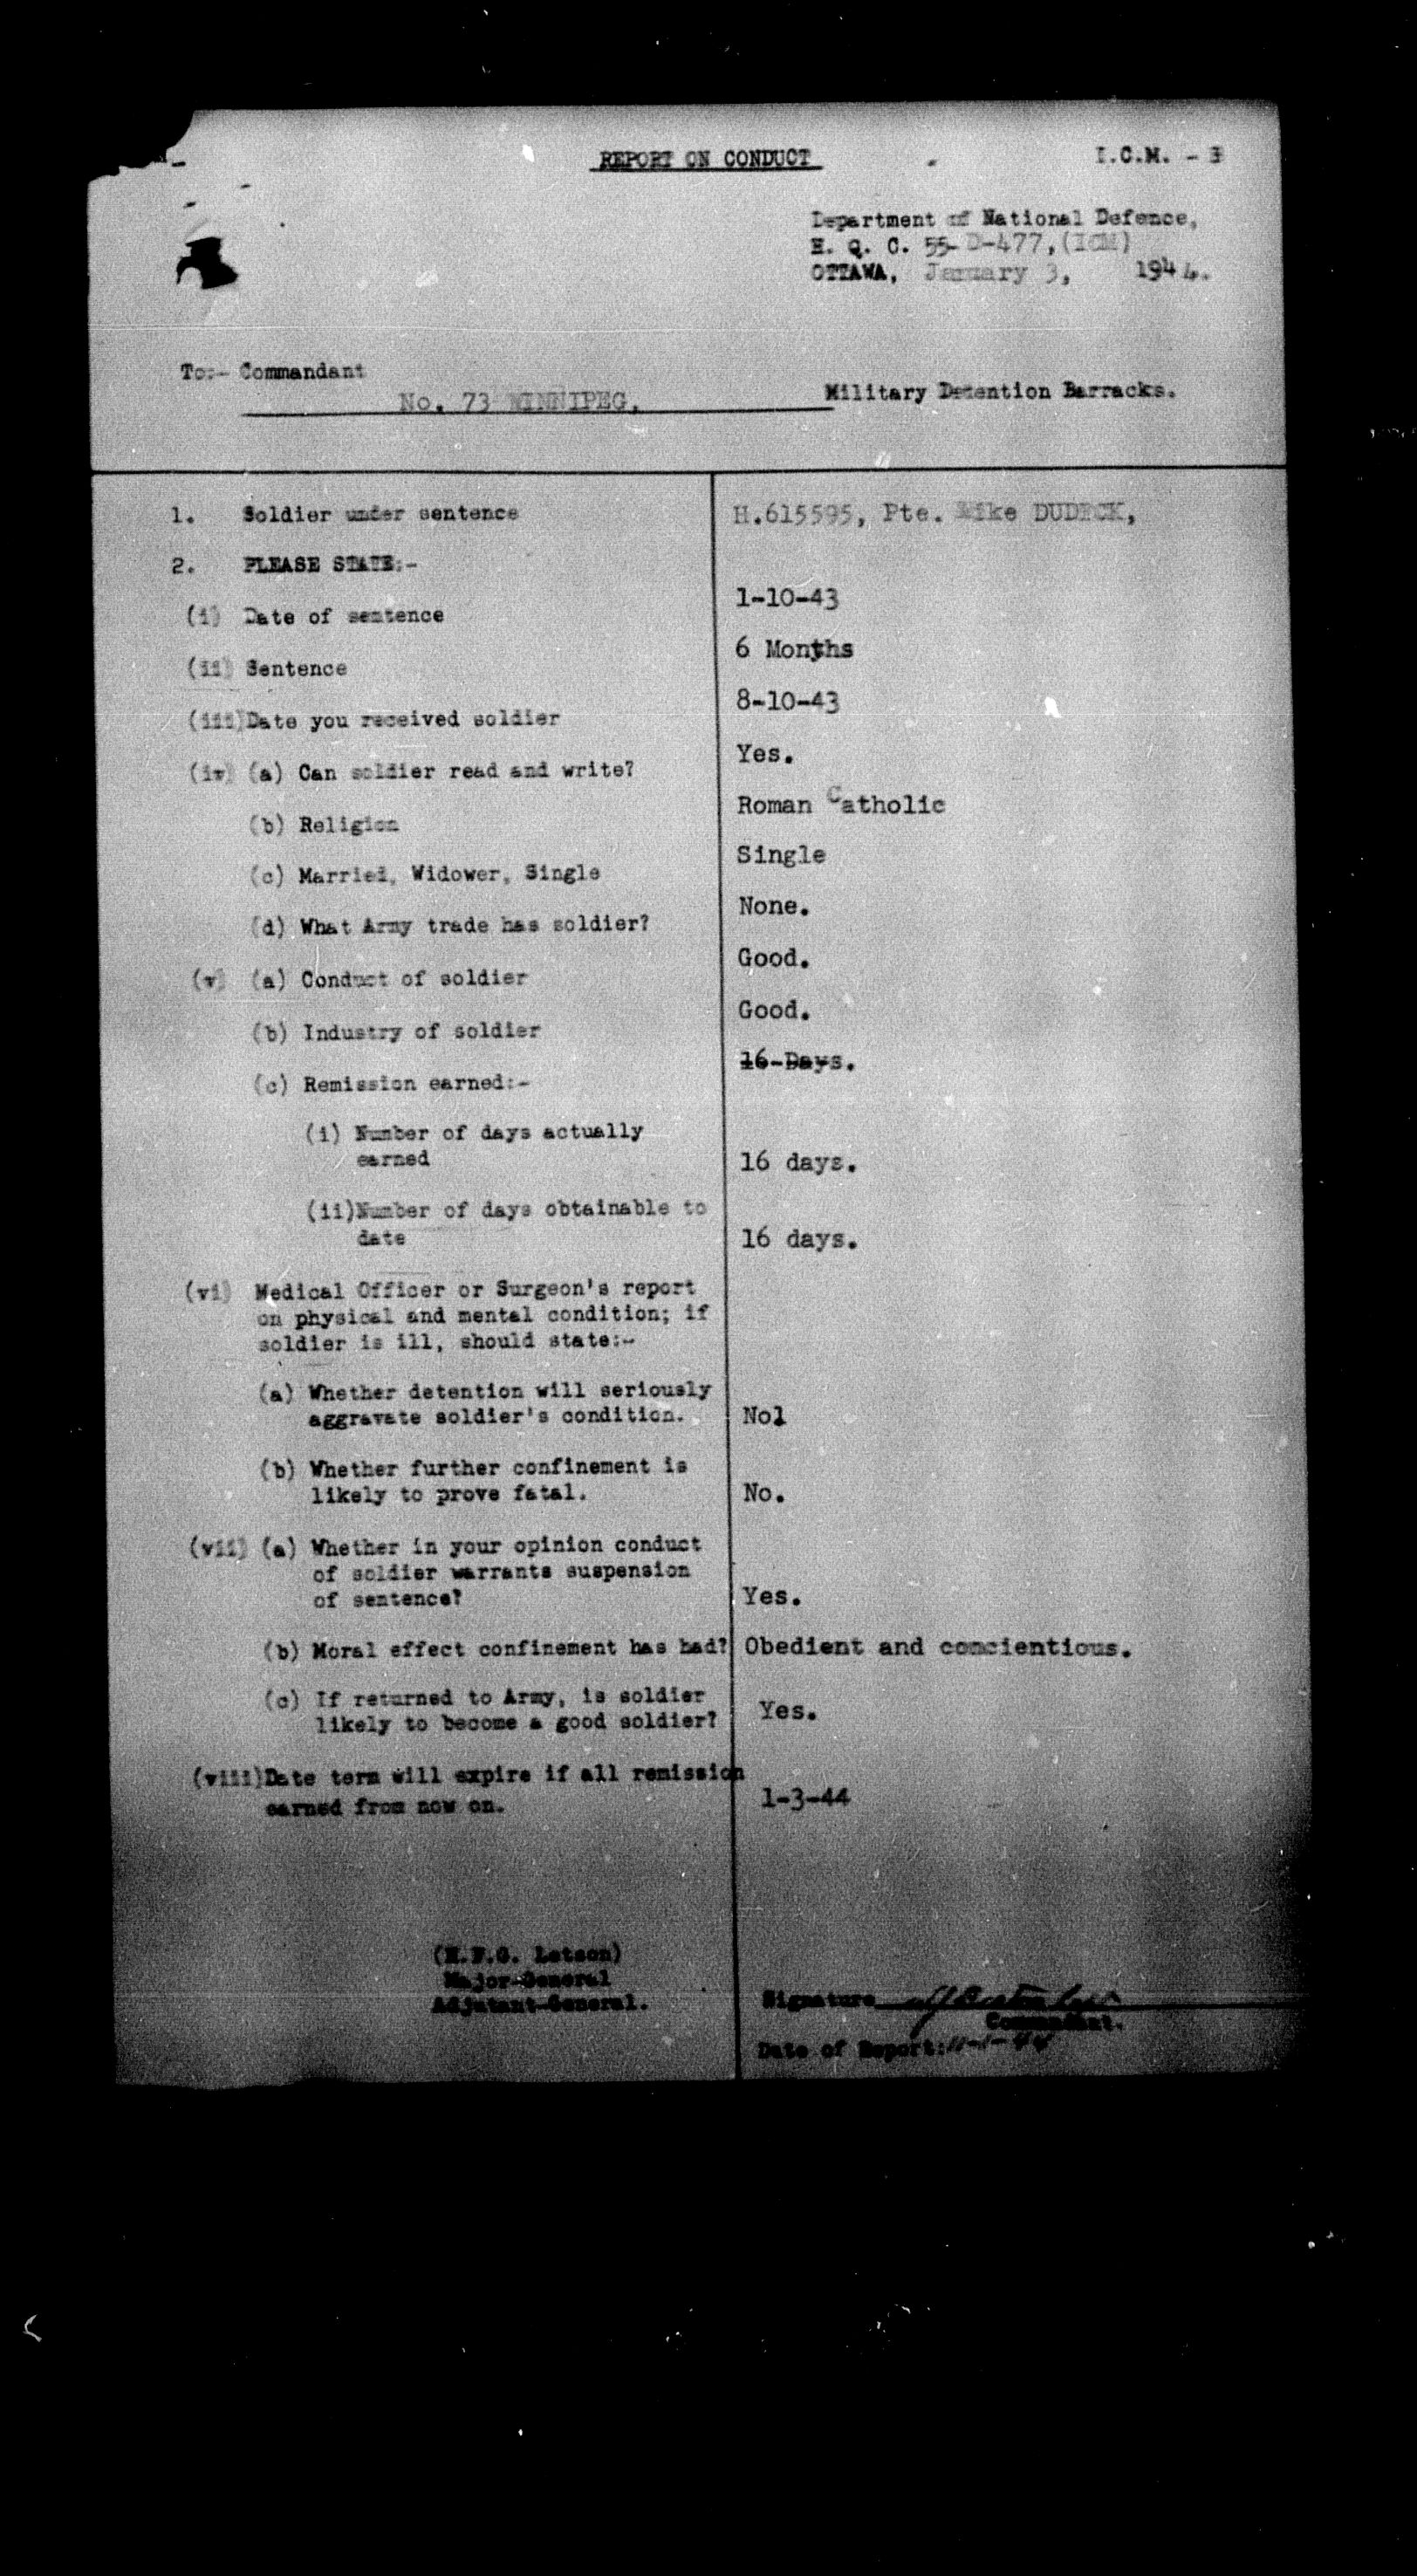 REPORT ON CONDUCT
I.C.M. - 3
Department of National Defence,
H. Q. C. 55-D-477,(ICM)
OTTAWA, January 3, 1944.
To:- Commandant
No. 73 WINNIPEG, Military Detention Barracks.
1. Soldier under sentence H.615595, Pte. Mike DUDECK,
2. PLEASE STATE:-
(i) Date of sentence 1-10-43
(ii) Sentence 6 Months
(iii)Date you received soldier 8-10-43
(iv) (a) Can soldier read and write? Yes.
(b) Religion Roman Catholic
(c) Married, Widower, Single Single
(d) What Army trade has soldier? None.
(v) (a) Conduct of soldier Good.
(b) Industry of soldier Good.
(c) Remission earned:- 16-Days.
(i) Number of days actually
earned 16 days.
(ii)Number of days obtainable to
date 16 days.
(vi) Medical Officer or Surgeon's report
on physical and mental condition; if
soldier is ill, should state:-
(a) Whether detention will seriously
aggravate soldier's condition. Nol
(b) Whether further confinement is
likely to prove fatal. No.
(vii) (a) Whether in your opinion conduct
of soldier warrants suspension
of sentence? Yes.
(b) Moral effect confinement has had? Obedient and concientious.
(c) If returned to Army, is soldier
likely to become a good soldier? Yes.
(viii)Date term will expire if all remission
earned from now on. 1-3-44
(H.F.G. Letson)
Major-General
Adjutant-General.
Signature
Commandant.
Date of Report: 11-1-44